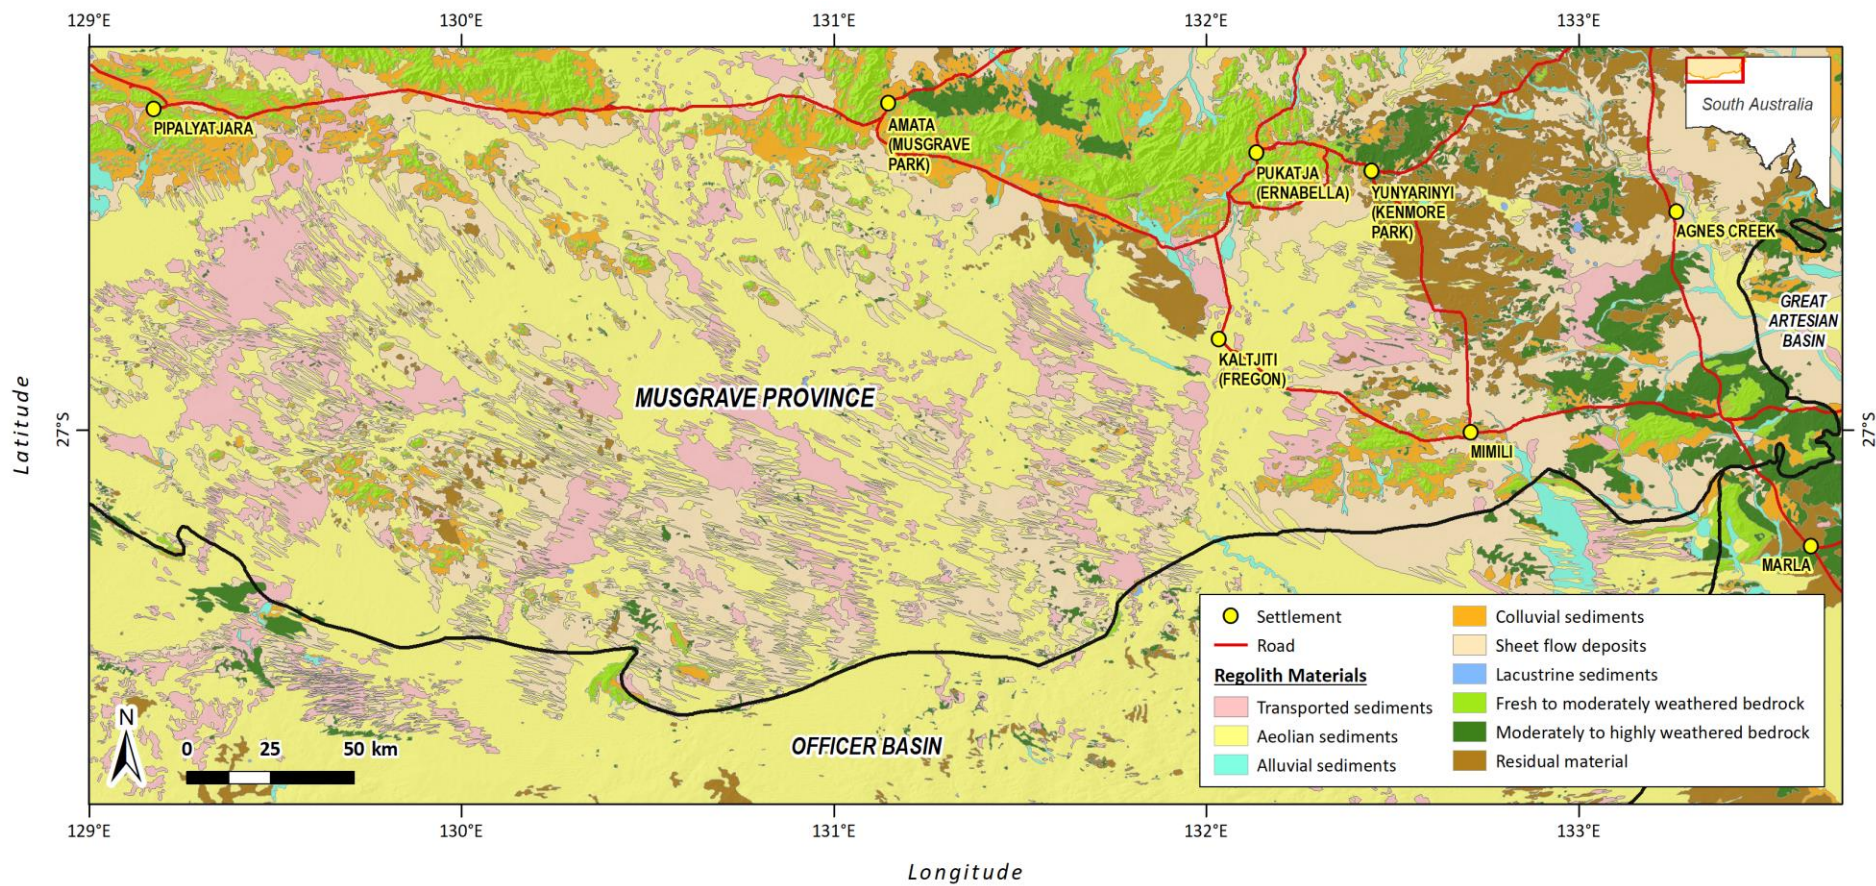 129°E
130°E
131°E
132°E
133°E
South Australia
PIPALYATJARA
AMATA
(MUSGRAVE
PARK)
PUKATJA
(ERNABELLA)
YUNYARINYI
(KENMORE
PARK)
AGNES CREEK
GREAT
ARTESIAN
BASIN
KALTJITI
(FREGON)
MUSGRAVE PROVINCE
Latitude
27°S
27°S
MIMILI
MARLA
OFFICER BASIN
N
0 25 50 km
Settlement
Road
Regolith Materials
Transported sediments
Aeolian sediments
Alluvial sediments
Colluvial sediments
Sheet flow deposits
Lacustrine sediments
Fresh to moderately weathered bedrock
Moderately to highly weathered bedrock
Residual material
129°E
130°E
131°E
132°E
133°E
Longitude